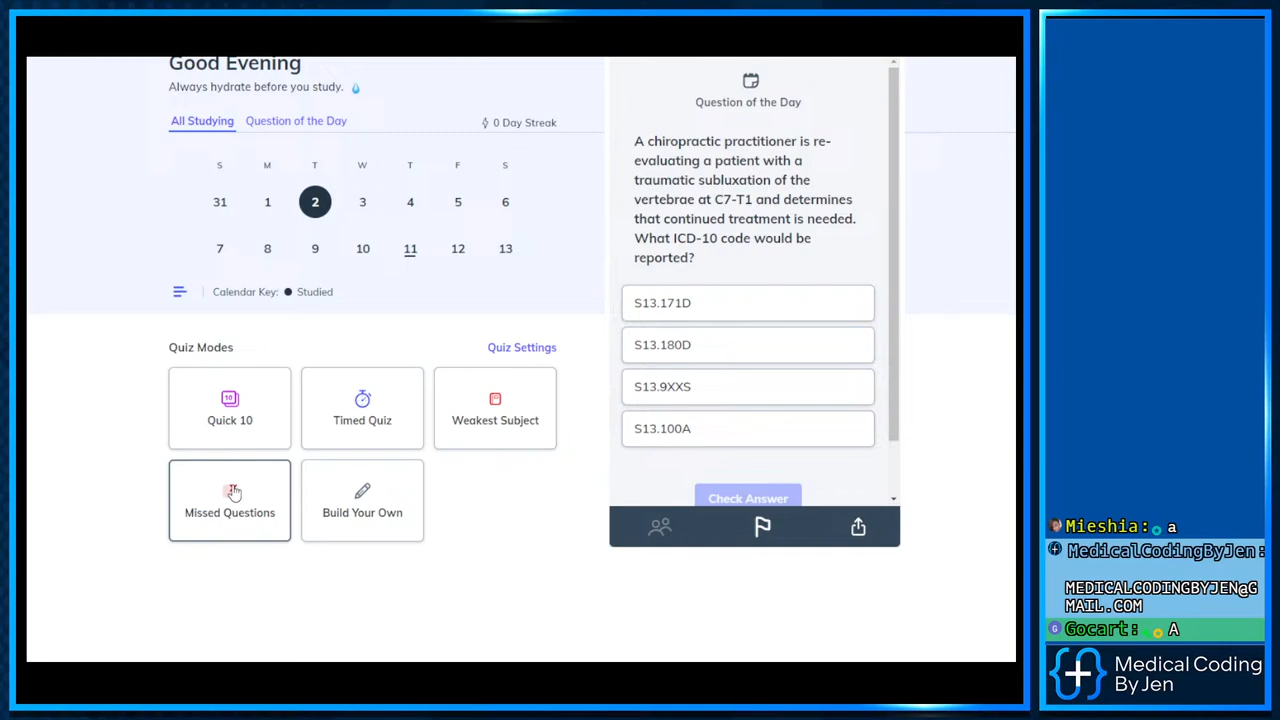 Good Evening
Always hydrate before you study.
All Studying
Question of the Day
0 Day Streak
S M T W T F S
31 1 2 3 4 5 6
7 8 9 10 11 12 13
Calendar Key: Studied
Quiz Modes
Quiz Settings
10
Quick 10
Timed Quiz
Weakest Subject
Missed Questions
Build Your Own
Question of the Day
A chiropractic practitioner is re-
evaluating a patient with a
traumatic subluxation of the
vertebrae at C7-T1 and determines
that continued treatment is needed.
What ICD-10 code would be
reported?
S13.171D
S13.180D
S13.9XXS
S13.100A
Check Answer
Mieshia: a
MedicalCodingByJen:
MEDICALCODINGBYJEN@G
MAIL.COM
G Gocart: A
Medical Coding
By Jen